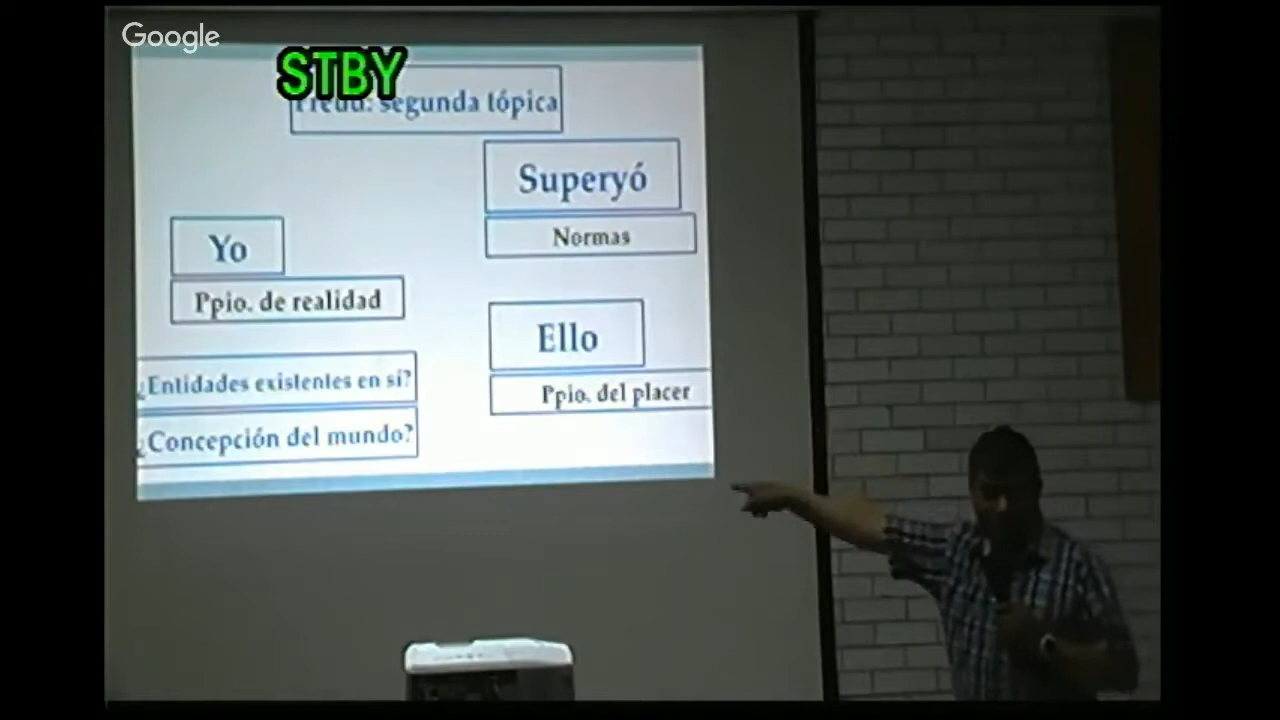 Google
STBY
segunda tópica
Superyó
Normas
Yo
Ppio. de realidad
Ello
Ppio. del placer
¿Entidades existentes en sí?
¿Concepción del mundo?